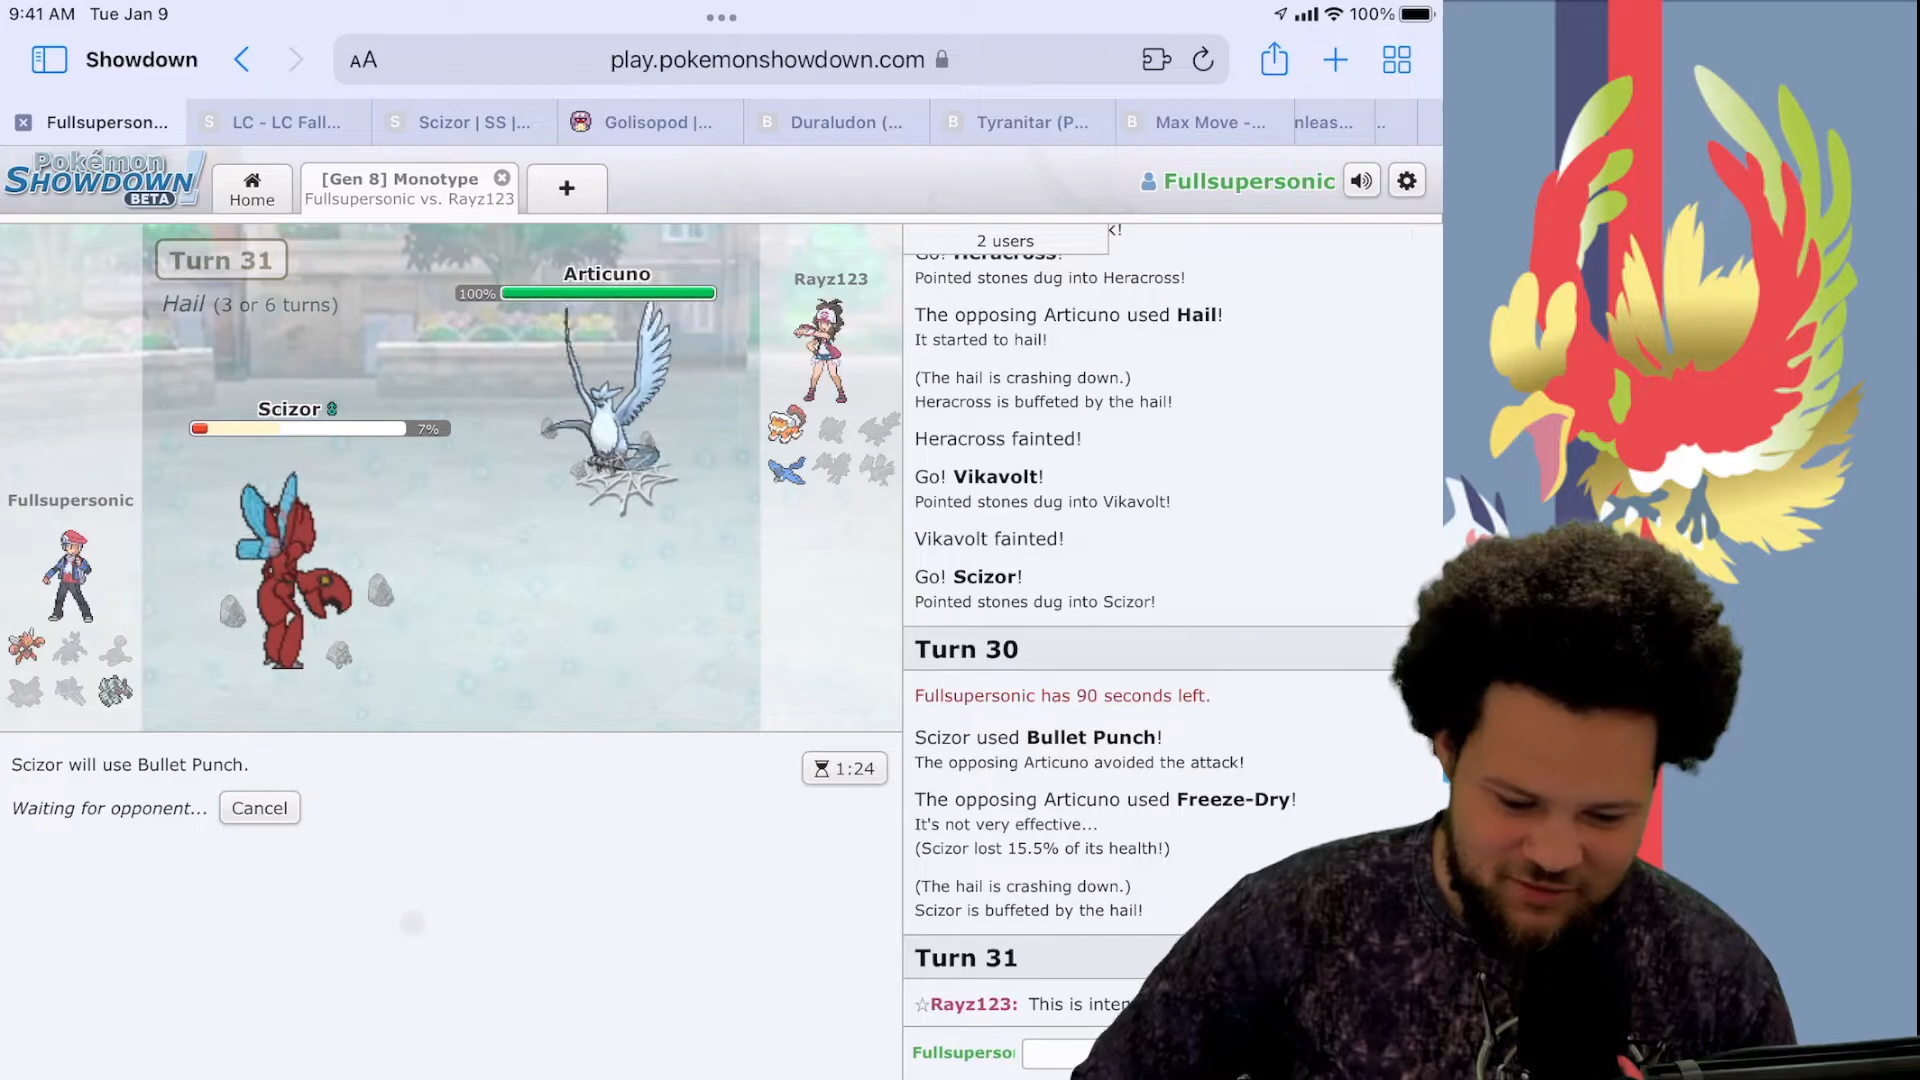 9:41 AM Tue Jan 9
100%
Showdown
AA
play.pokemonshowdown.com
Fullsuperson...
S LC - LC Fall...
S Scizor | SS |...
Golisopod |...
B Duraludon (...
B Tyranitar (P...
B Max Move -...
nleas...
..
Pokémon
SHOWDOWN!
BETA
Home
[Gen 8] Monotype
Fullsupersonic vs. Rayz123
+
Fullsupersonic
Turn 31
Hail (3 or 6 turns)
Articuno
100%
Rayz123
Scizor
7%
Fullsupersonic
Scizor will use Bullet Punch.
1:24
Waiting for opponent...
Cancel
2 users
k!
Go! Heracross!
Pointed stones dug into Heracross!
The opposing Articuno used Hail!
It started to hail!
(The hail is crashing down.)
Heracross is buffeted by the hail!
Heracross fainted!
Go! Vikavolt!
Pointed stones dug into Vikavolt!
Vikavolt fainted!
Go! Scizor!
Pointed stones dug into Scizor!
Turn 30
Fullsupersonic has 90 seconds left.
Scizor used Bullet Punch!
The opposing Articuno avoided the attack!
The opposing Articuno used Freeze-Dry!
It's not very effective...
(Scizor lost 15.5% of its health!)
(The hail is crashing down.)
Scizor is buffeted by the hail!
Turn 31
☆Rayz123: This is inten
Fullsuperso